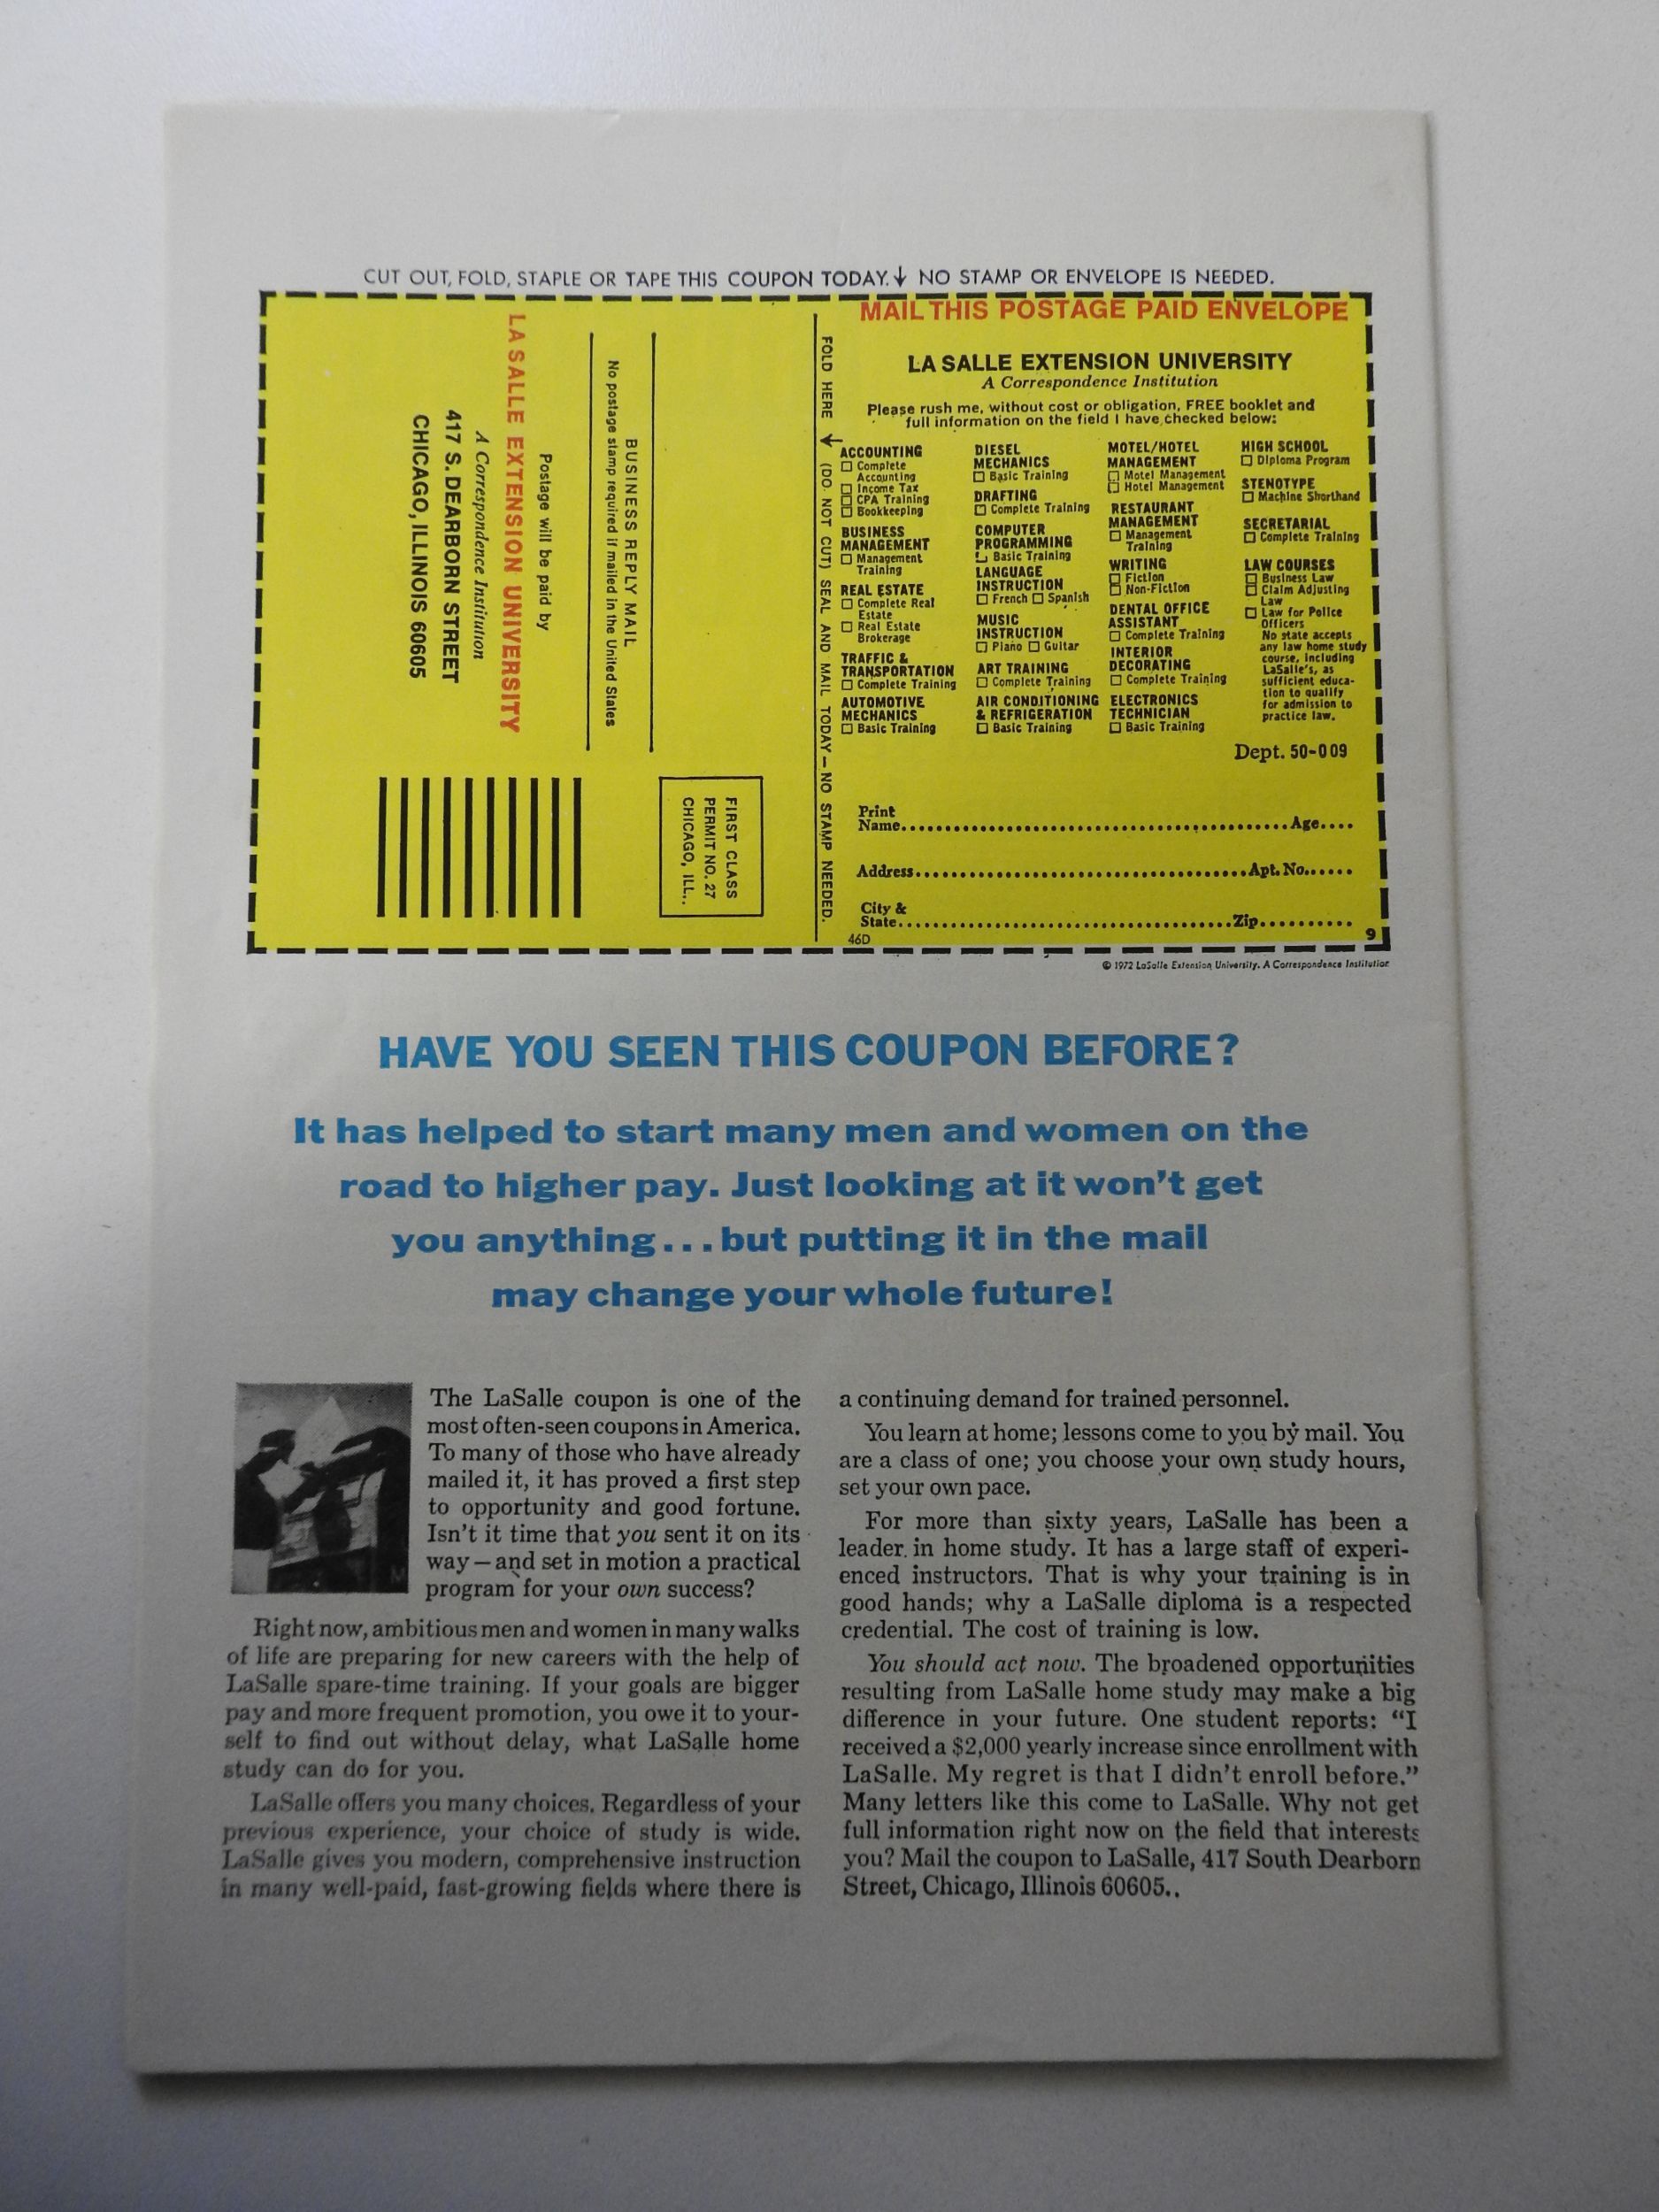 CUT OUT, FOLD, STAPLE OR TAPE THIS COUPON TODAY.↓ NO STAMP OR ENVELOPE IS NEEDED.
FIRST CLASS
PERMIT NO. 27
CHICAGO, ILL..
BUSINESS REPLY MAIL
No postage stamp required if mailed in the United States
Postage will be paid by
LA SALLE EXTENSION UNIVERSITY
A Correspondence Institution
417 S. DEARBORN STREET
CHICAGO, ILLINOIS 60605
FOLD HERE ↓ (DO NOT CUT) SEAL AND MAIL TODAY — NO STAMP NEEDED.
MAIL THIS POSTAGE PAID ENVELOPE
LA SALLE EXTENSION UNIVERSITY
A Correspondence Institution
Please rush me, without cost or obligation, FREE booklet and
full information on the field I have checked below:
ACCOUNTING
☐ Complete
Accounting
☐ Income Tax
☐ CPA Training
☐ Bookkeeping
BUSINESS
MANAGEMENT
☐ Management
Training
REAL ESTATE
☐ Complete Real
Estate
☐ Real Estate
Brokerage
TRAFFIC &
TRANSPORTATION
☐ Complete Training
AUTOMOTIVE
MECHANICS
☐ Basic Training
DIESEL
MECHANICS
☐ Basic Training
DRAFTING
☐ Complete Training
COMPUTER
PROGRAMMING
☐ Basic Training
LANGUAGE
INSTRUCTION
☐ French ☐ Spanish
MUSIC
INSTRUCTION
☐ Piano ☐ Guitar
ART TRAINING
☐ Complete Training
AIR CONDITIONING
& REFRIGERATION
☐ Basic Training
MOTEL/HOTEL
MANAGEMENT
☐ Motel Management
☐ Hotel Management
RESTAURANT
MANAGEMENT
☐ Management
Training
WRITING
☐ Fiction
☐ Non-Fiction
DENTAL OFFICE
ASSISTANT
☐ Complete Training
INTERIOR
DECORATING
☐ Complete Training
ELECTRONICS
TECHNICIAN
☐ Basic Training
HIGH SCHOOL
☐ Diploma Program
STENOTYPE
☐ Machine Shorthand
SECRETARIAL
☐ Complete Training
LAW COURSES
☐ Business Law
☐ Claim Adjusting
Law
☐ Law for Police
Officers
No state accepts
any law home study
course, including
LaSalle's, as
sufficient educa-
tion to qualify
for admission to
practice law.
Dept. 50-009
Print
Name..........Age....
Address..........Apt. No......
City &
State..........Zip..........
46D 9
© 1972 LaSalle Extension University. A Correspondence Institution
HAVE YOU SEEN THIS COUPON BEFORE?
It has helped to start many men and women on the
road to higher pay. Just looking at it won't get
you anything...but putting it in the mail
may change your whole future!
The LaSalle coupon is one of the
most often-seen coupons in America.
To many of those who have already
mailed it, it has proved a first step
to opportunity and good fortune.
Isn't it time that you sent it on its
way—and set in motion a practical
program for your own success?
Right now, ambitious men and women in many walks
of life are preparing for new careers with the help of
LaSalle spare-time training. If your goals are bigger
pay and more frequent promotion, you owe it to your-
self to find out without delay, what LaSalle home
study can do for you.
LaSalle offers you many choices. Regardless of your
previous experience, your choice of study is wide.
LaSalle gives you modern, comprehensive instruction
in many well-paid, fast-growing fields where there is
a continuing demand for trained personnel.
You learn at home; lessons come to you by mail. You
are a class of one; you choose your own study hours,
set your own pace.
For more than sixty years, LaSalle has been a
leader in home study. It has a large staff of experi-
enced instructors. That is why your training is in
good hands; why a LaSalle diploma is a respected
credential. The cost of training is low.
You should act now. The broadened opportunities
resulting from LaSalle home study may make a big
difference in your future. One student reports: "I
received a $2,000 yearly increase since enrollment with
LaSalle. My regret is that I didn't enroll before."
Many letters like this come to LaSalle. Why not get
full information right now on the field that interests
you? Mail the coupon to LaSalle, 417 South Dearborn
Street, Chicago, Illinois 60605..